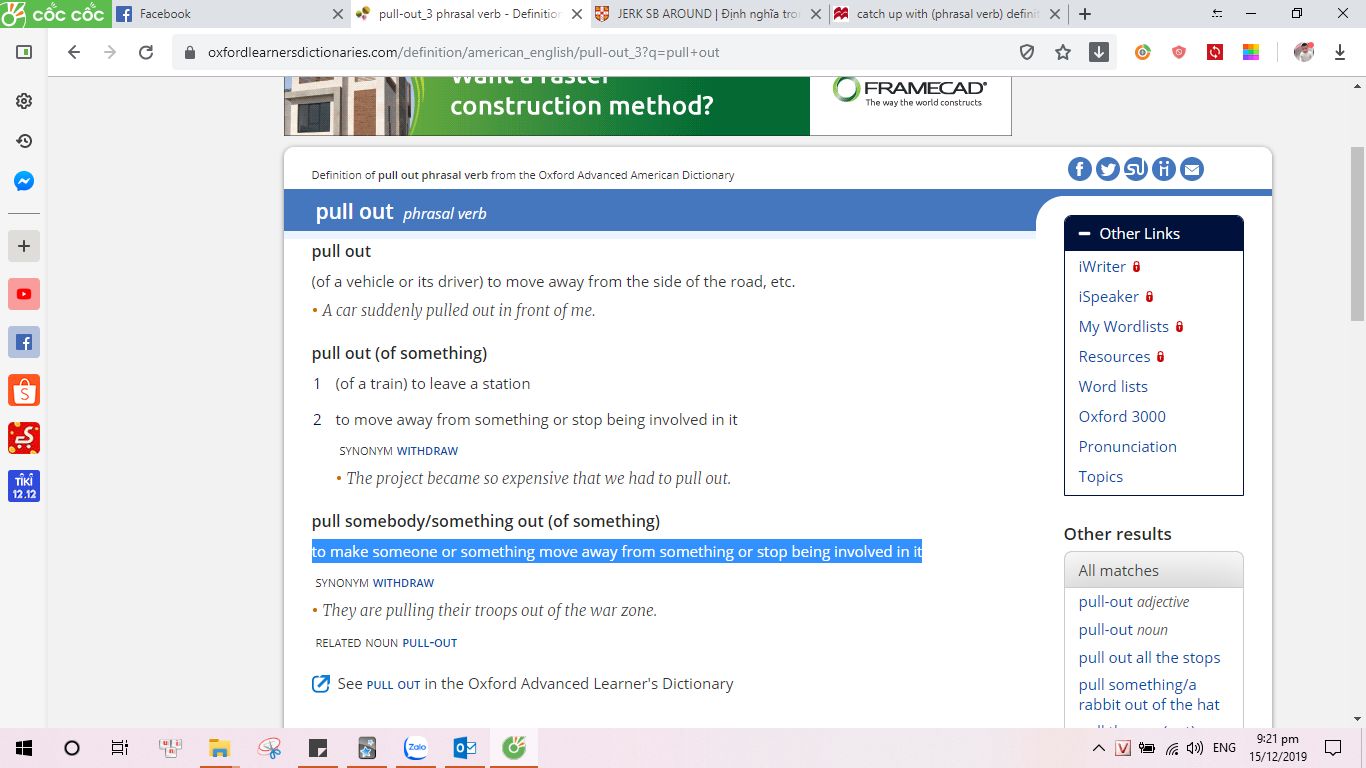 cốc cốc
Facebook
pull-out_3 phrasal verb - Definition
JERK SB AROUND | Định nghĩa tro
catch up with (phrasal verb) definit
oxfordlearnersdictionaries.com/definition/american_english/pull-out_3?q=pull+out
Want a faster
construction method?
FRAMECAD®
The way the world constructs
Definition of pull out phrasal verb from the Oxford Advanced American Dictionary
pull out phrasal verb
pull out
(of a vehicle or its driver) to move away from the side of the road, etc.
• A car suddenly pulled out in front of me.
pull out (of something)
1 (of a train) to leave a station
2 to move away from something or stop being involved in it
SYNONYM WITHDRAW
• The project became so expensive that we had to pull out.
pull somebody/something out (of something)
to make someone or something move away from something or stop being involved in it
SYNONYM WITHDRAW
• They are pulling their troops out of the war zone.
RELATED NOUN PULL-OUT
See PULL OUT in the Oxford Advanced Learner's Dictionary
Other Links
iWriter
iSpeaker
My Wordlists
Resources
Word lists
Oxford 3000
Pronunciation
Topics
Other results
All matches
pull-out adjective
pull-out noun
pull out all the stops
pull something/a
rabbit out of the hat
TIKI
12.12
Zalo
ENG
9:21 pm
15/12/2019